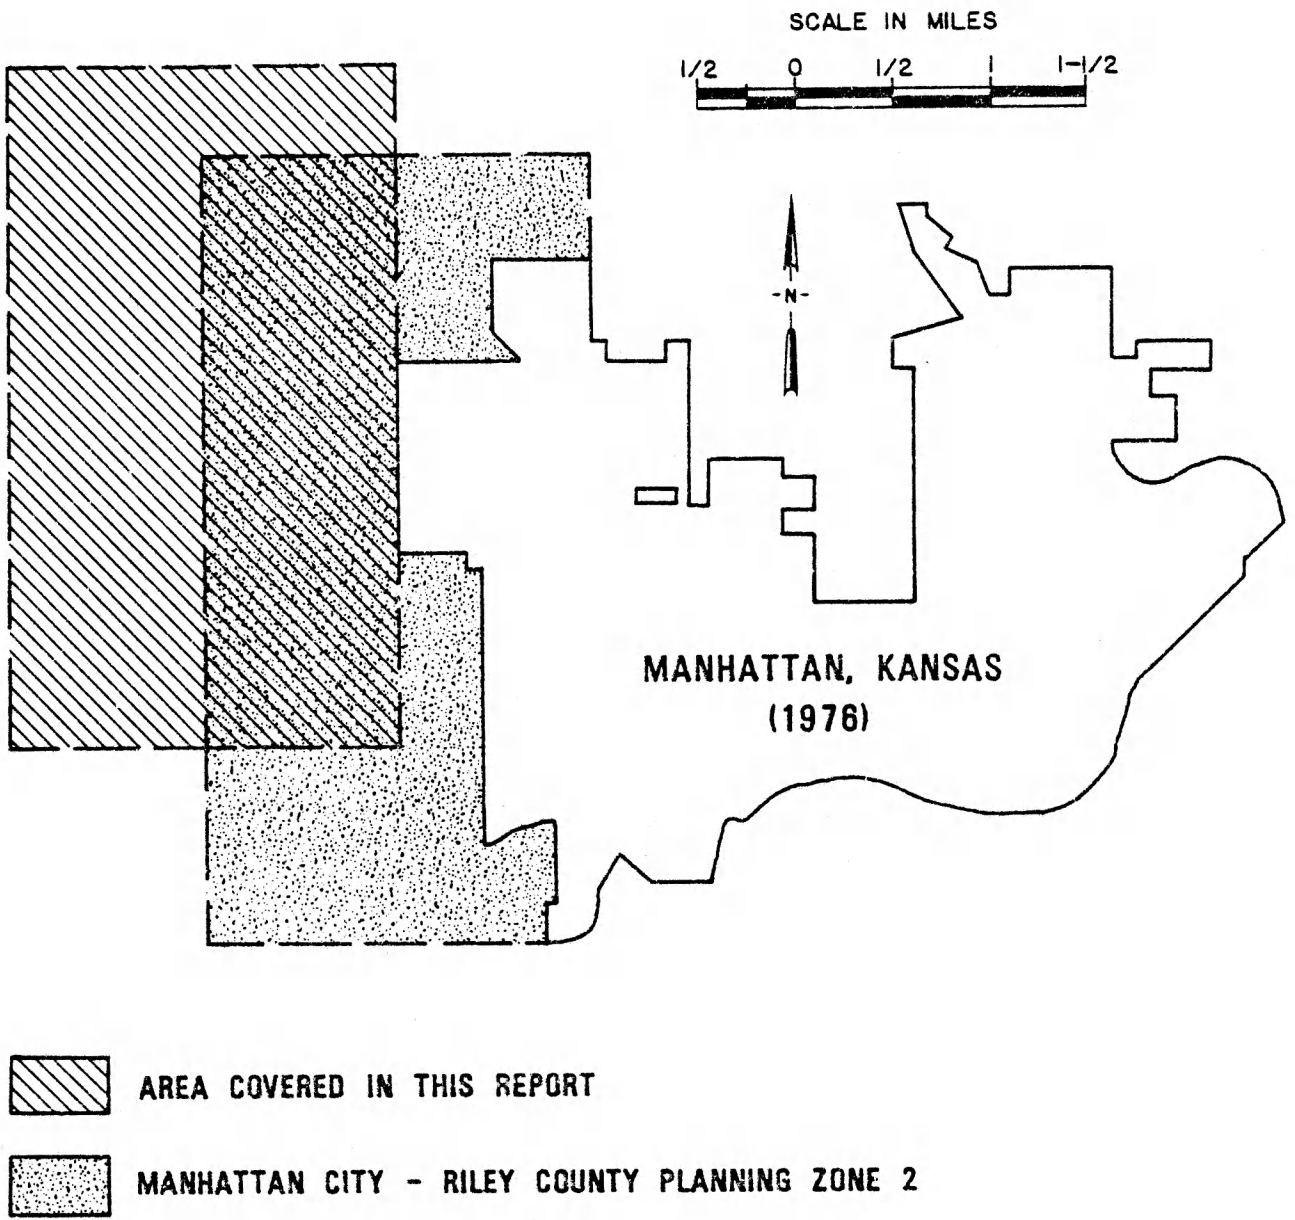 SCALE IN MILES
1/2 0 1/2 1 1-1/2
-N-
MANHATTAN, KANSAS
(1976)
AREA COVERED IN THIS REPORT
MANHATTAN CITY - RILEY COUNTY PLANNING ZONE 2